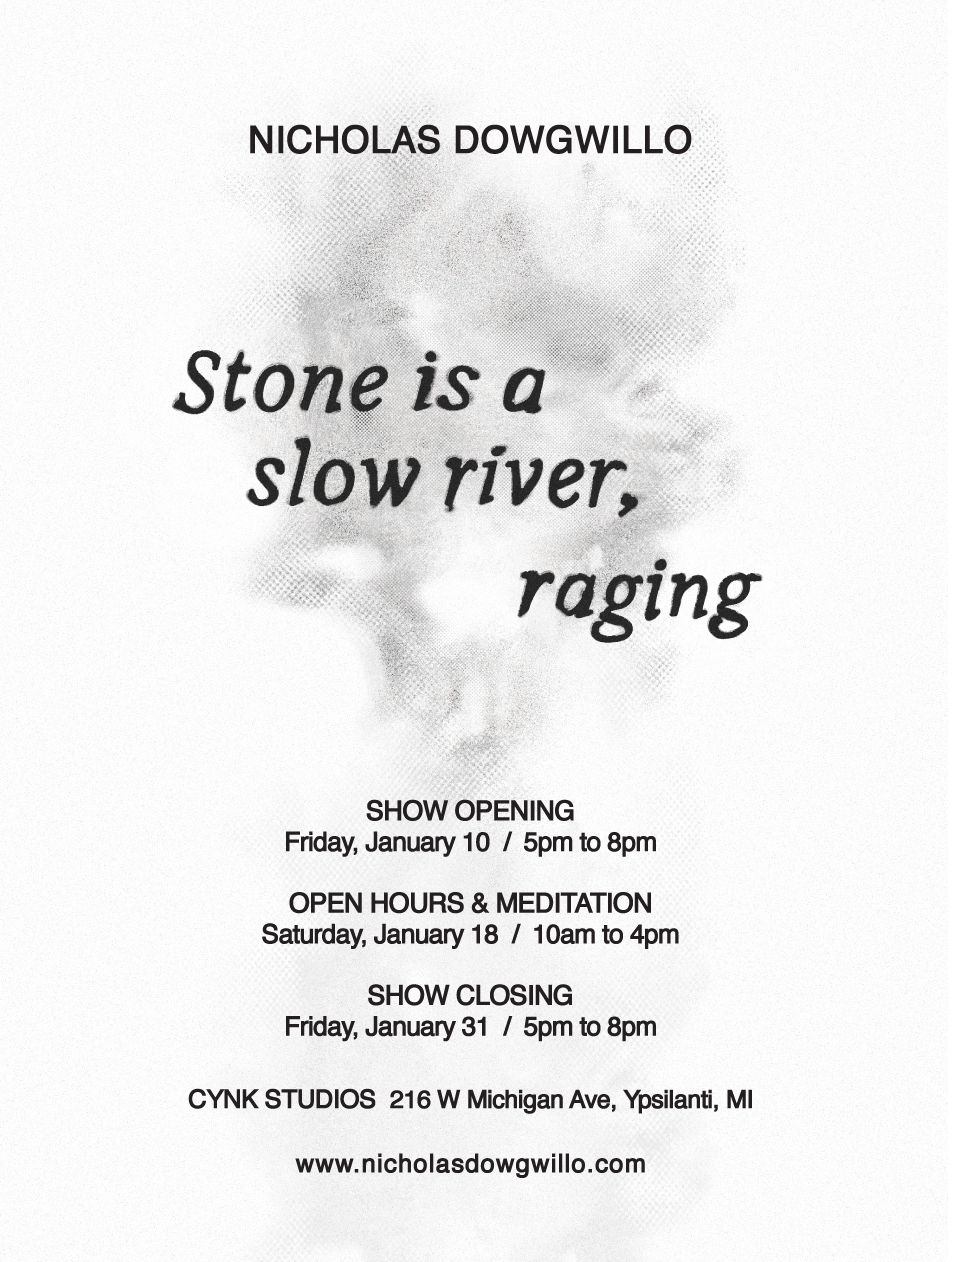 NICHOLAS DOWGWILLO
Stone is a
slow river,
raging
SHOW OPENING
Friday, January 10 / 5pm to 8pm
OPEN HOURS & MEDITATION
Saturday, January 18 / 10am to 4pm
SHOW CLOSING
Friday, January 31 / 5pm to 8pm
CYNK STUDIOS 216 W Michigan Ave, Ypsilanti, MI
www.nicholasdowgwillo.com